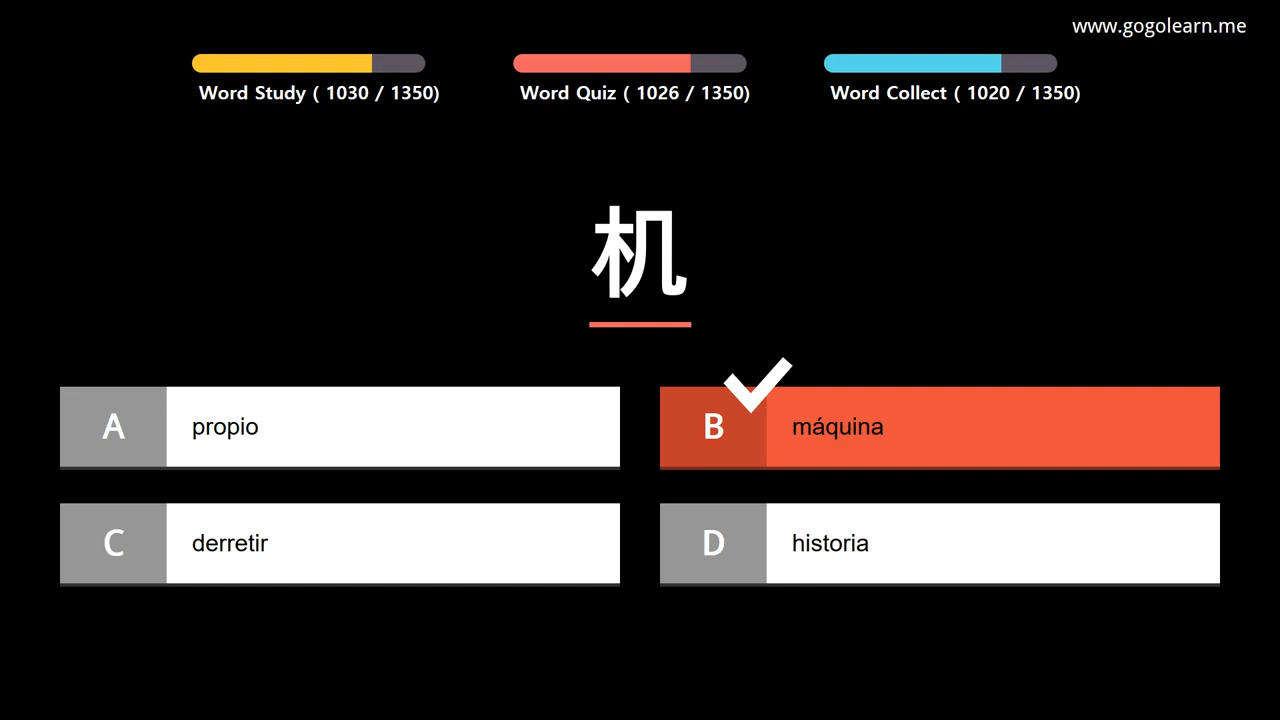 www.gogolearn.me
Word Study ( 1030 / 1350)
Word Quiz ( 1026 / 1350)
Word Collect ( 1020 / 1350)
机
A propio
B máquina
C derretir
D historia